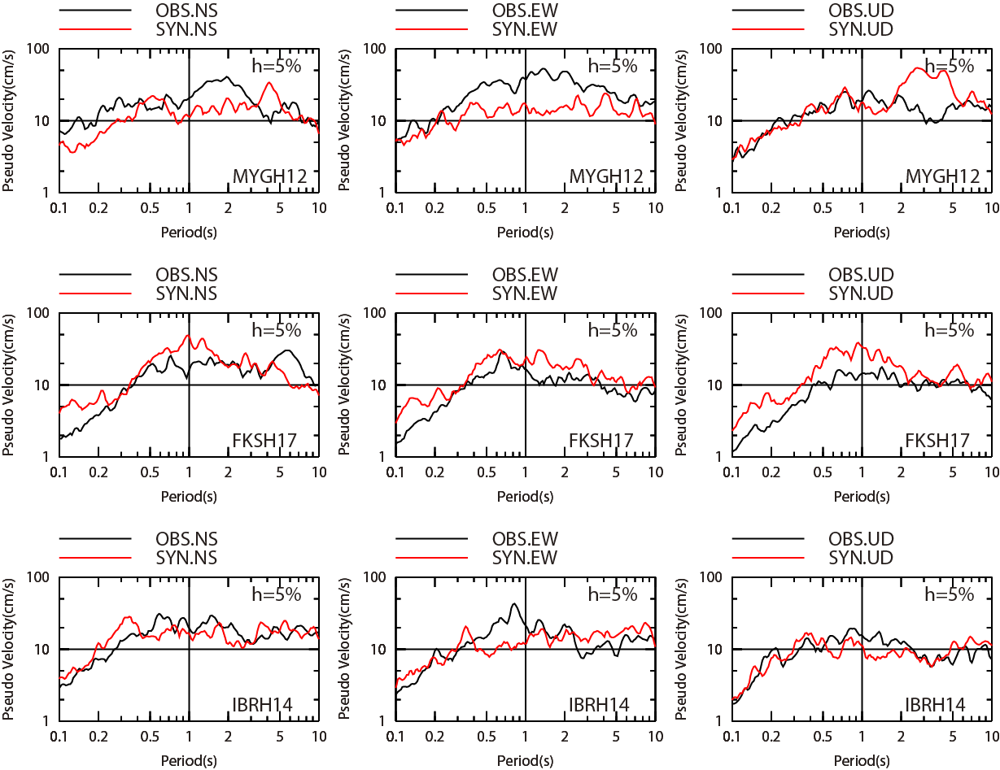 OBS.NS
SYN.NS
OBS.EW
SYN.EW
OBS.UD
SYN.UD
100
10
1
Pseudo Velocity(cm/s)
h=5%
MYGH12
0.1 0.2 0.5 1 2 5 10
Period(s)
100
10
1
Pseudo Velocity(cm/s)
h=5%
MYGH12
0.1 0.2 0.5 1 2 5 10
Period(s)
100
10
1
Pseudo Velocity(cm/s)
h=5%
MYGH12
0.1 0.2 0.5 1 2 5 10
Period(s)
OBS.NS
SYN.NS
OBS.EW
SYN.EW
OBS.UD
SYN.UD
100
10
1
Pseudo Velocity(cm/s)
h=5%
FKSH17
0.1 0.2 0.5 1 2 5 10
Period(s)
100
10
1
Pseudo Velocity(cm/s)
h=5%
FKSH17
0.1 0.2 0.5 1 2 5 10
Period(s)
100
10
1
Pseudo Velocity(cm/s)
h=5%
FKSH17
0.1 0.2 0.5 1 2 5 10
Period(s)
OBS.NS
SYN.NS
OBS.EW
SYN.EW
OBS.UD
SYN.UD
100
10
1
Pseudo Velocity(cm/s)
h=5%
IBRH14
0.1 0.2 0.5 1 2 5 10
Period(s)
100
10
1
Pseudo Velocity(cm/s)
h=5%
IBRH14
0.1 0.2 0.5 1 2 5 10
Period(s)
100
10
1
Pseudo Velocity(cm/s)
h=5%
IBRH14
0.1 0.2 0.5 1 2 5 10
Period(s)